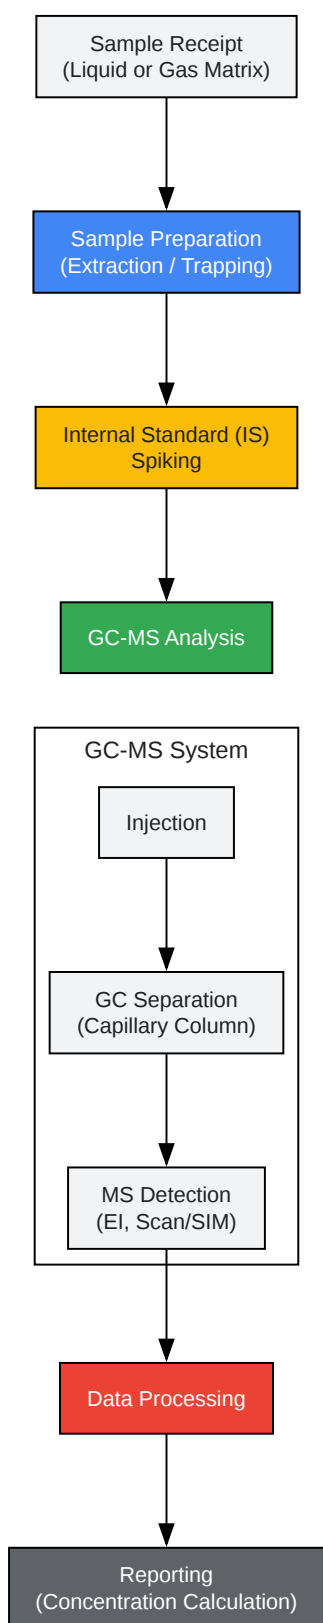 Sample Receipt
(Liquid or Gas Matrix)
Sample Preparation
(Extraction / Trapping)
Internal Standard (IS)
Spiking
GC-MS Analysis
GC-MS System
Injection
GC Separation
(Capillary Column)
MS Detection
(EI, Scan/SIM)
Data Processing
Reporting
(Concentration Calculation)